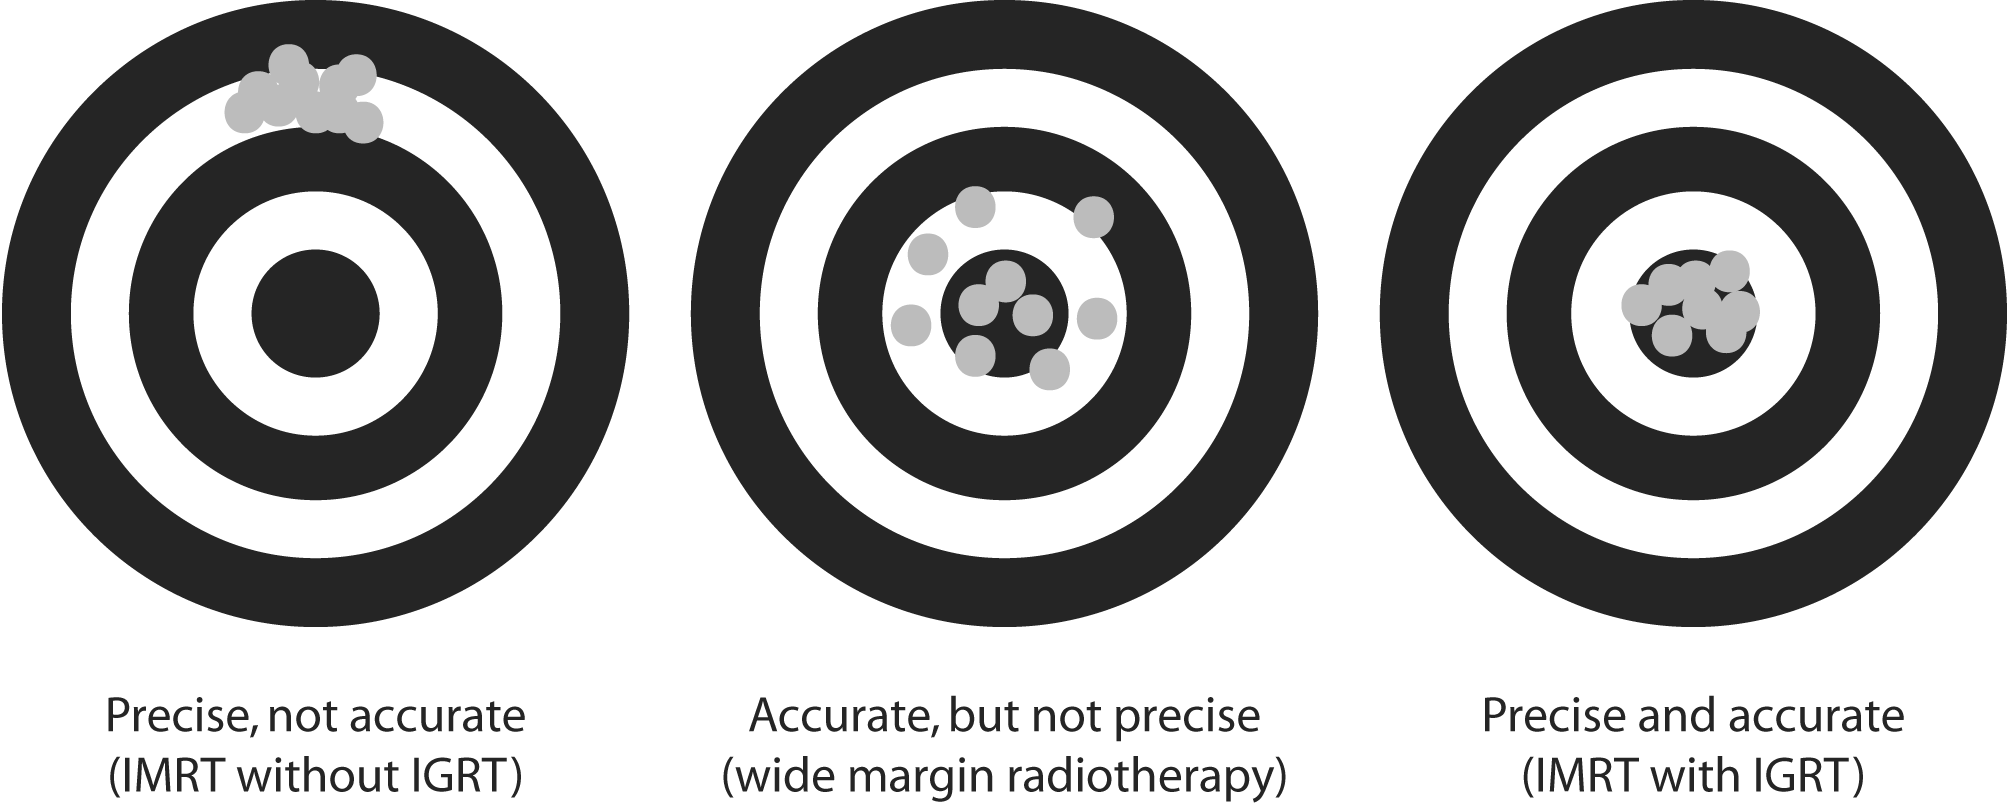 Precise, not accurate
(IMRT without IGRT)
Accurate, but not precise
(wide margin radiotherapy)
Precise and accurate
(IMRT with IGRT)